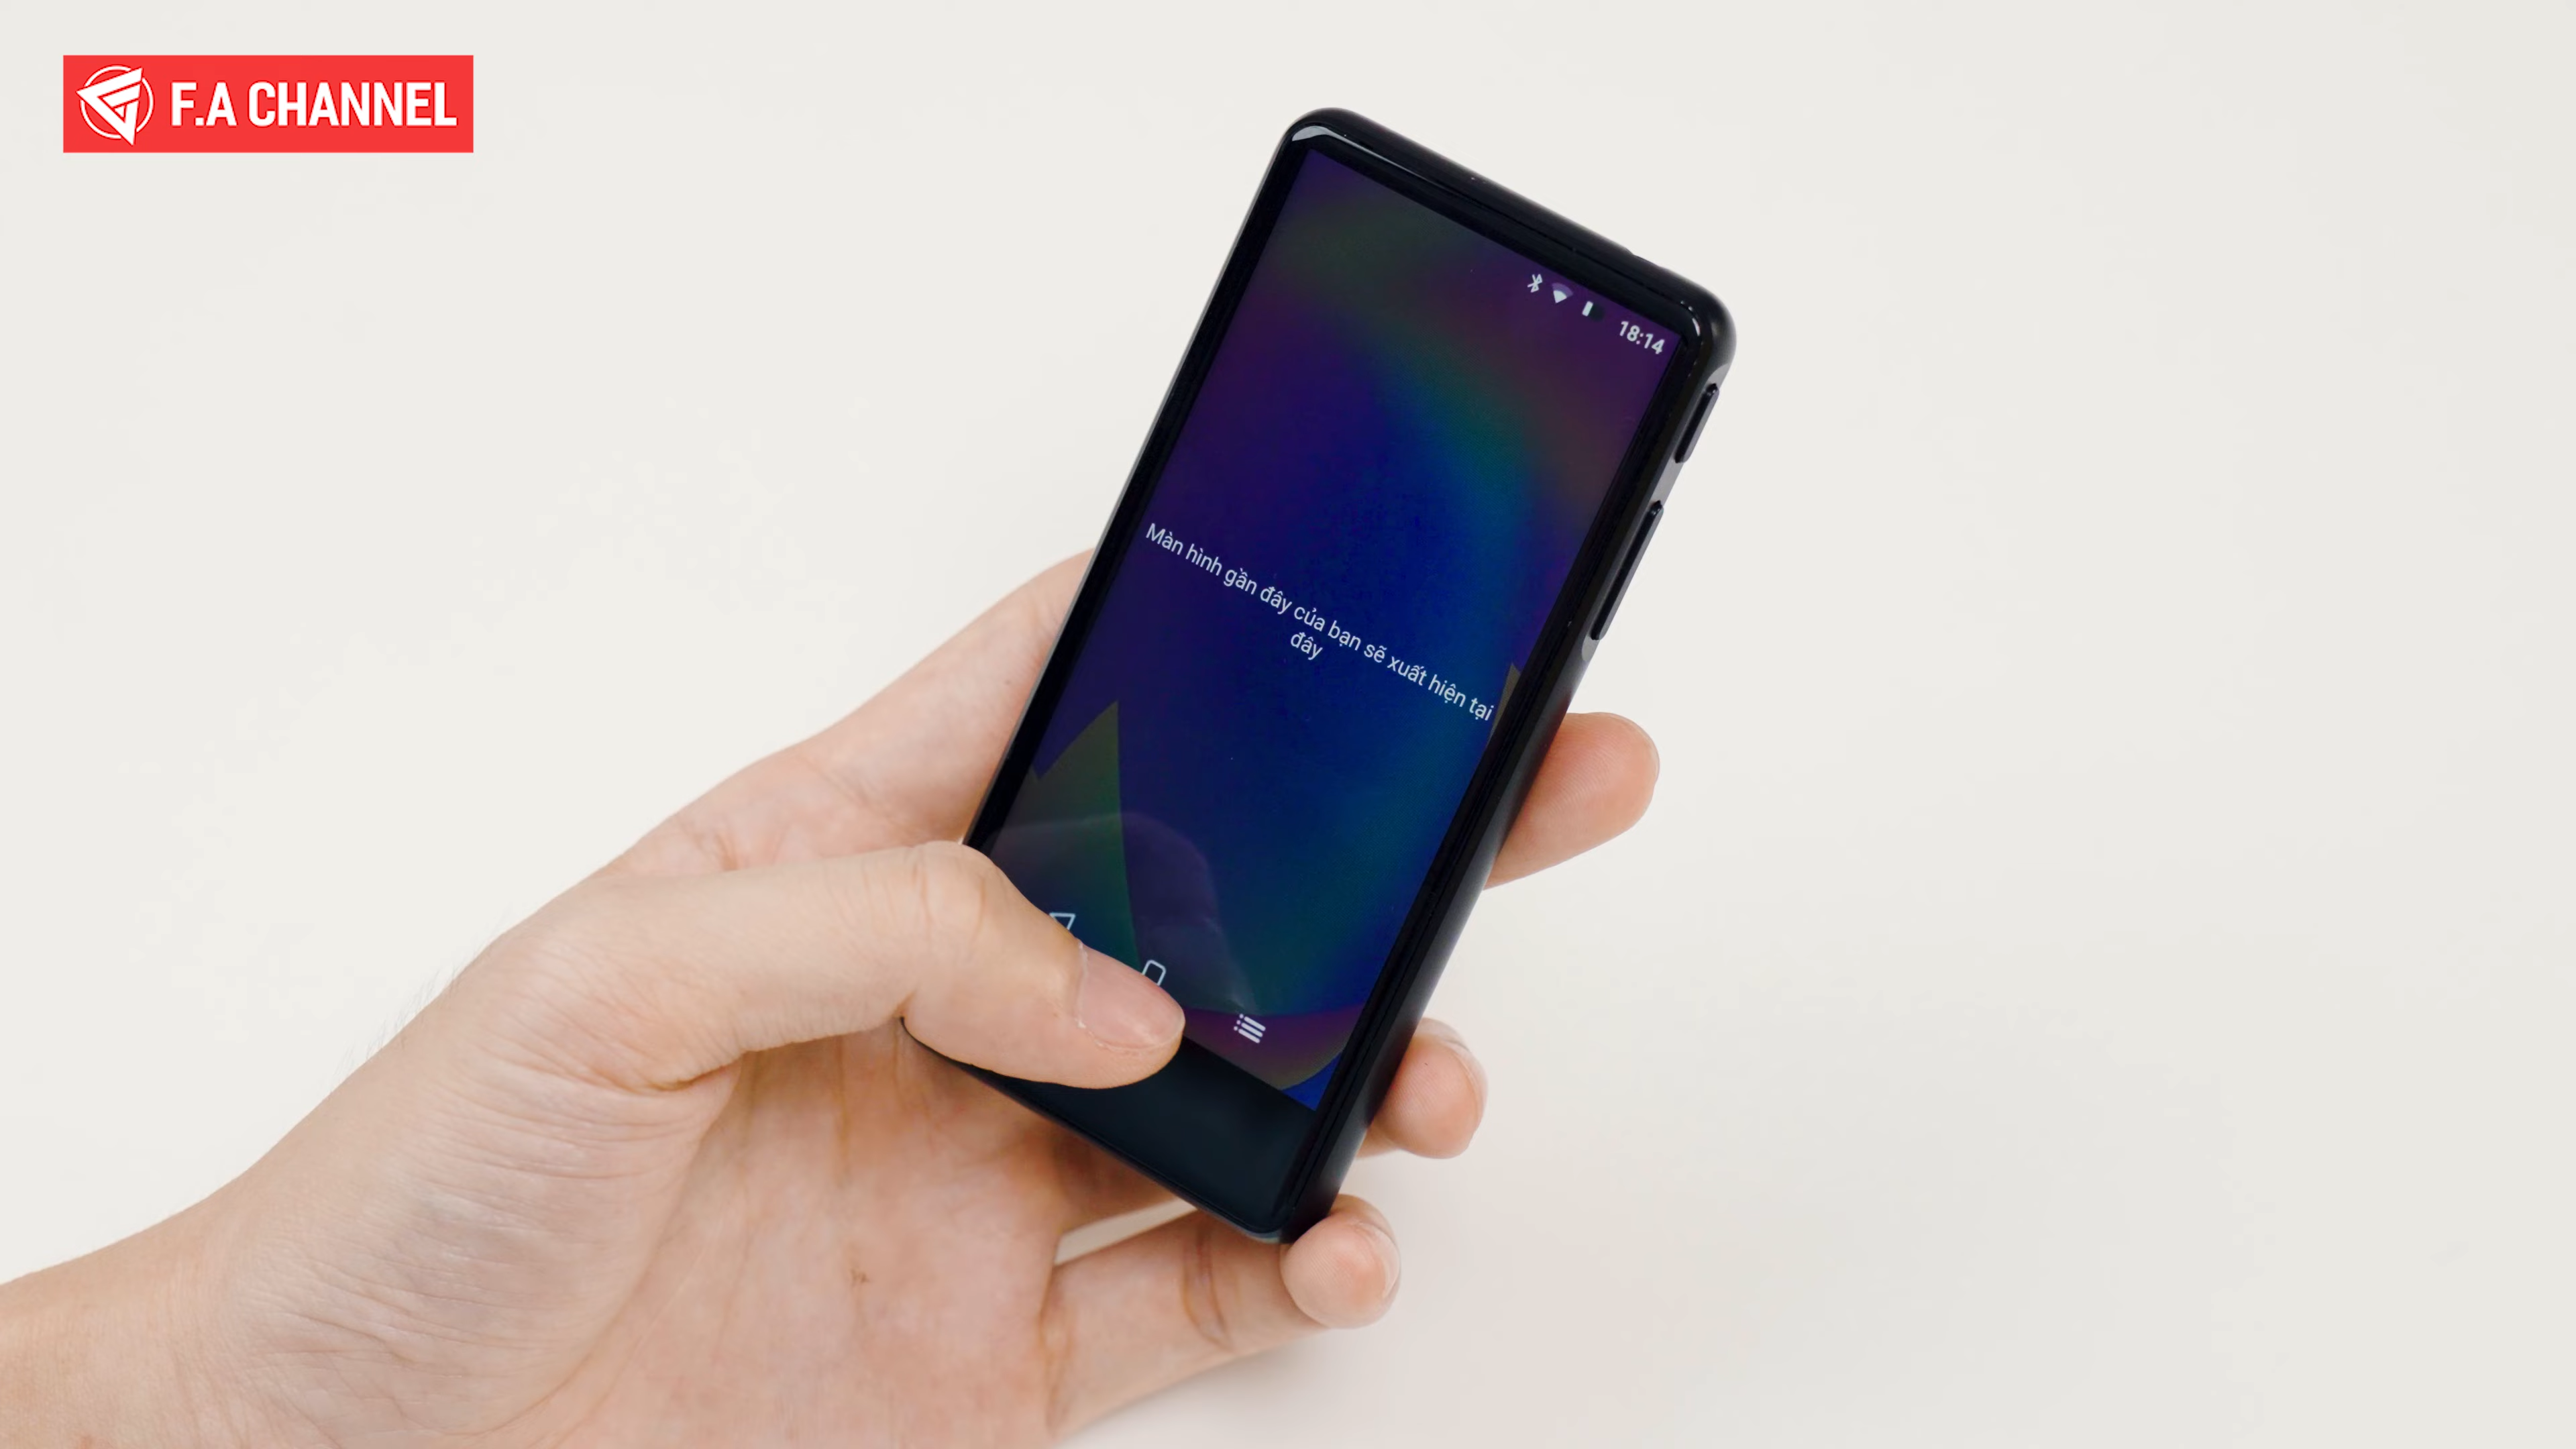 F.A CHANNEL
18:14
Màn hình gần đây của bạn sẽ xuất hiện tại
đây